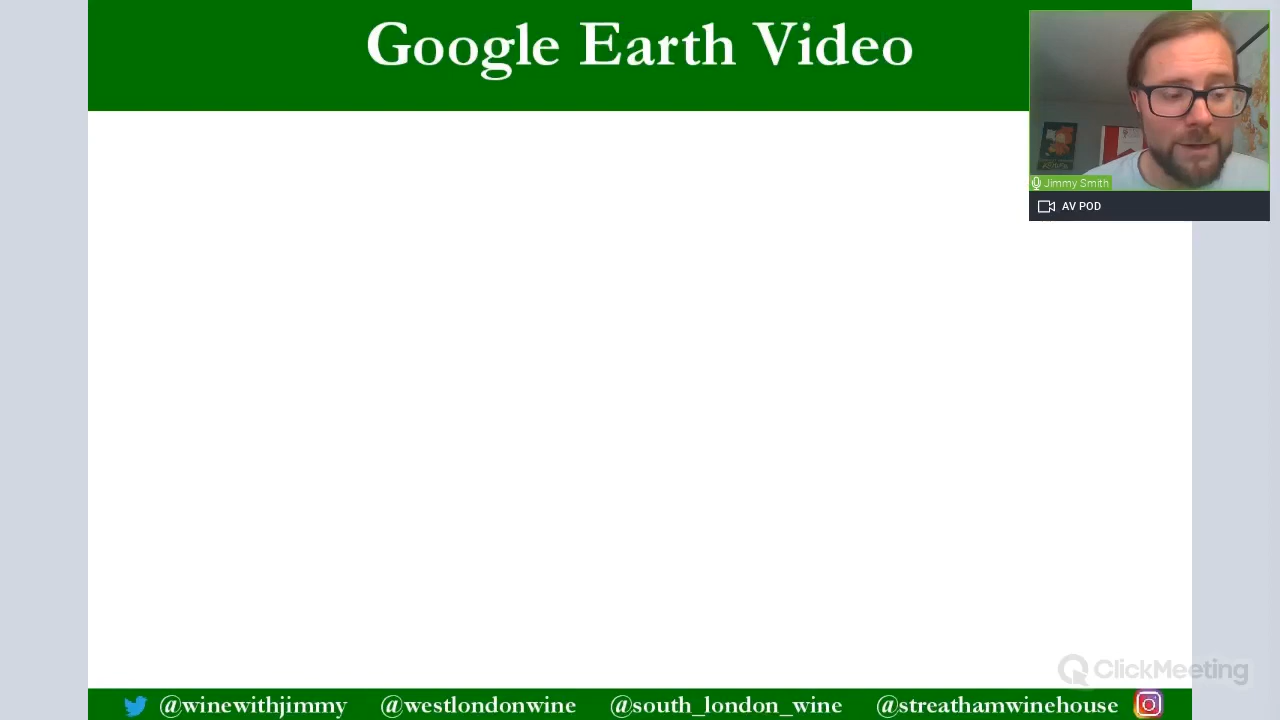 Google Earth Video
Jimmy Smith
AV POD
ClickMeeting
@winewithjimmy @westlondonwine @south_london_wine @streathamwinehouse